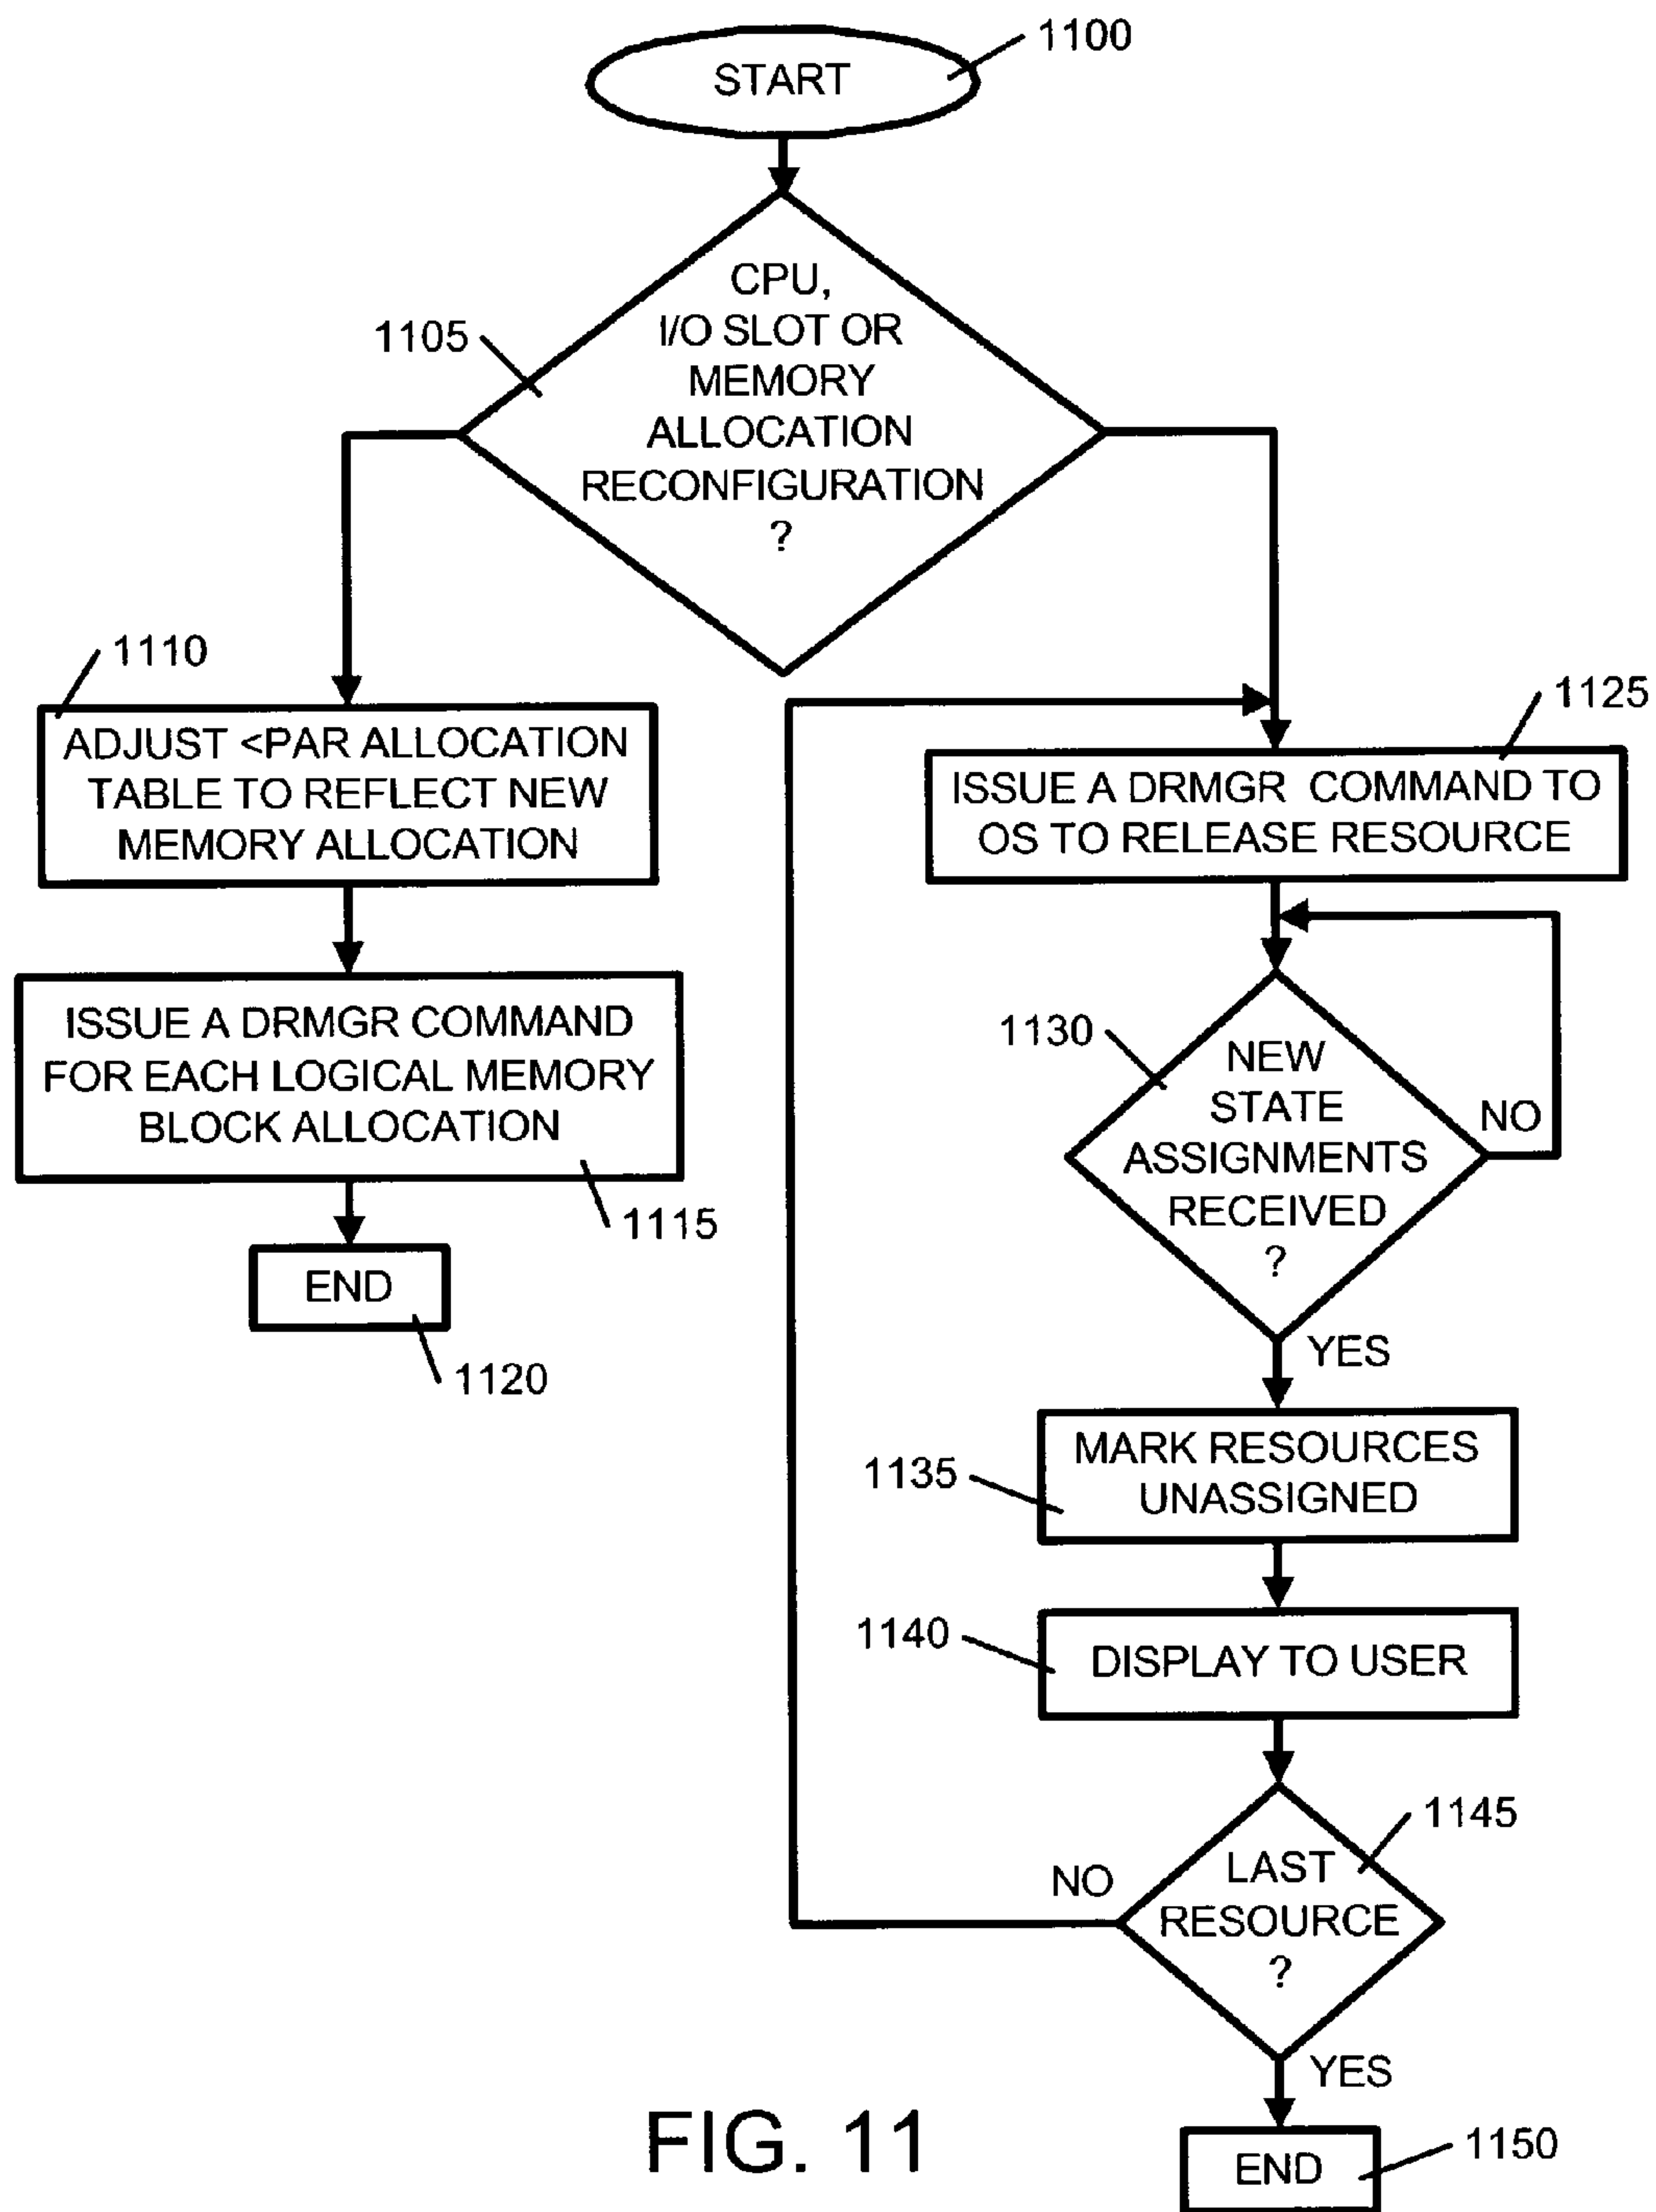 1100
START
1105
CPU,
I/O SLOT OR
MEMORY
ALLOCATION
RECONFIGURATION
?
1110
ADJUST <PAR ALLOCATION
TABLE TO REFLECT NEW
MEMORY ALLOCATION
ISSUE A DRMGR COMMAND
FOR EACH LOGICAL MEMORY
BLOCK ALLOCATION
1115
END
1120
1125
ISSUE A DRMGR COMMAND TO
OS TO RELEASE RESOURCE
1130
NEW
STATE
ASSIGNMENTS
RECEIVED
?
NO
YES
1135
MARK RESOURCES
UNASSIGNED
1140
DISPLAY TO USER
1145
LAST
RESOURCE
?
NO
YES
END
1150
FIG. 11